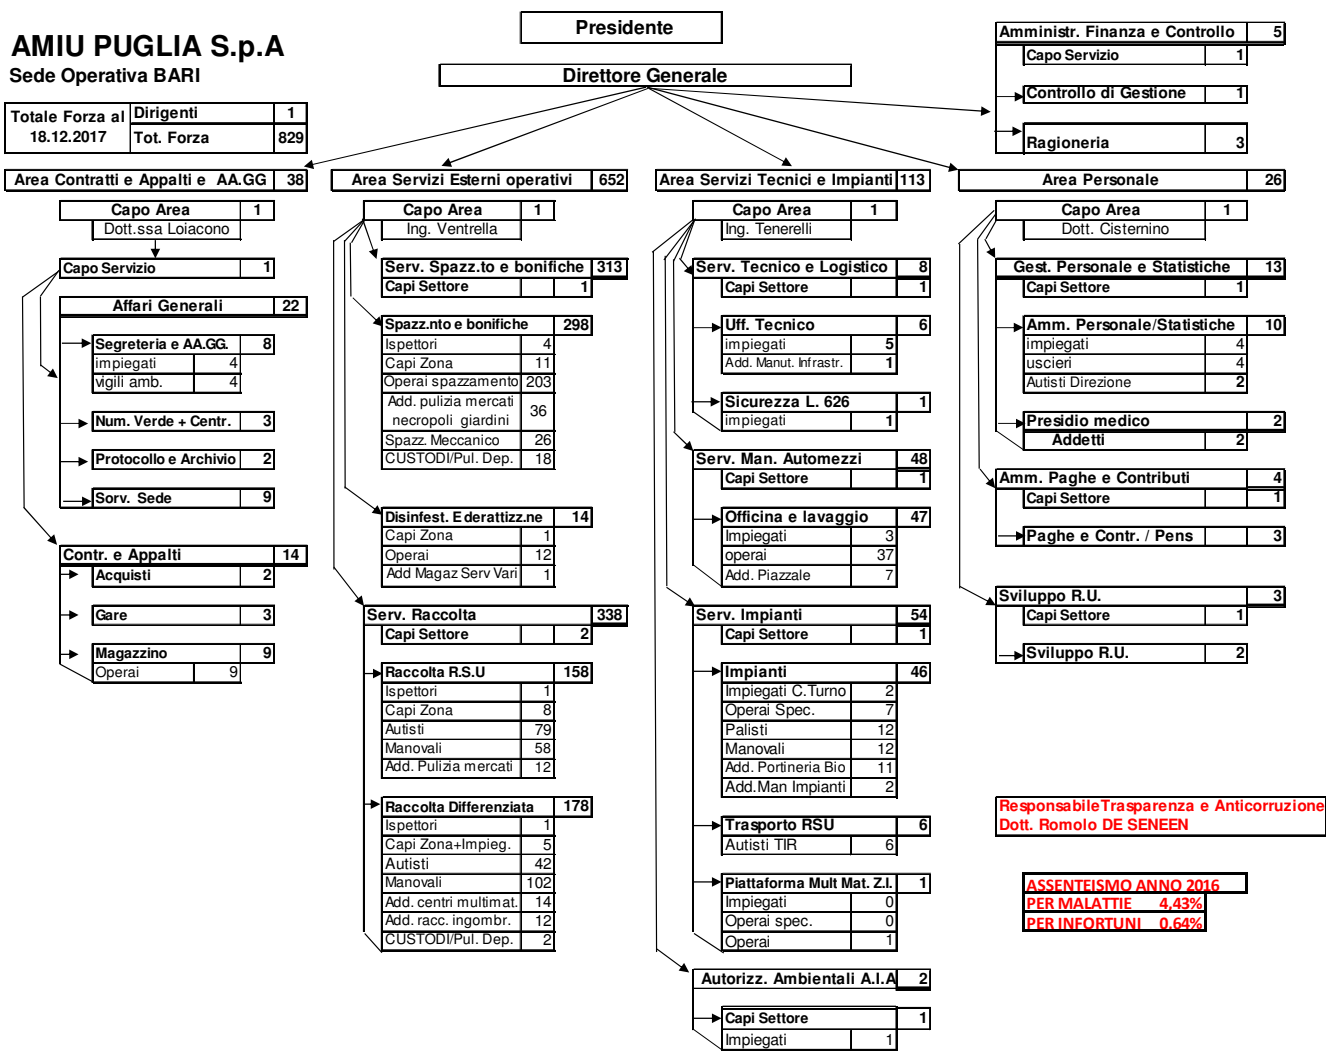 Presidente
AMIU PUGLIA S.p.A
Sede Operativa BARI
Direttore Generale
Totale Forza al 18.12.2017
Dirigenti 1
Tot. Forza 829
Amministr. Finanza e Controllo 5
Capo Servizio 1
Controllo di Gestione 1
Ragioneria 3
Area Contratti e Appalti e AA.GG 38
Capo Area 1
Dott.ssa Loiacono
Capo Servizio 1
Affari Generali 22
Segreteria e AA.GG. 8
impiegati 4
vigili amb. 4
Num. Verde + Centr. 3
Protocollo e Archivio 2
Sorv. Sede 9
Contr. e Appalti 14
Acquisti 2
Gare 3
Magazzino 9
Operai 9
Area Servizi Esterni operativi 652
Capo Area 1
Ing. Ventrella
Serv. Spazz.to e bonifiche 313
Capi Settore 1
Spazz.nto e bonifiche 298
Ispettori 4
Capi Zona 11
Operai spazzamento 203
Add. pulizia mercati
necropoli giardini 36
Spazz. Meccanico 26
CUSTODI/Pul. Dep. 18
Disinfest. E derattizz.ne 14
Capi Zona 1
Operai 12
Add Magaz Serv Vari 1
Serv. Raccolta 338
Capi Settore 2
Raccolta R.S.U 158
Ispettori 1
Capi Zona 8
Autisti 79
Manovali 58
Add. Pulizia mercati 12
Raccolta Differenziata 178
Ispettori 1
Capi Zona+Impieg. 5
Autisti 42
Manovali 102
Add. centri multimat. 14
Add. racc. ingombr. 12
CUSTODI/Pul. Dep. 2
Area Servizi Tecnici e Impianti 113
Capo Area 1
Ing. Tenerelli
Serv. Tecnico e Logistico 8
Capi Settore 1
Uff. Tecnico 6
impiegati 5
Add. Manut. Infrastr. 1
Sicurezza L. 626 1
impiegati 1
Serv. Man. Automezzi 48
Capi Settore 1
Officina e lavaggio 47
Impiegati 3
operai 37
Add. Piazzale 7
Serv. Impianti 54
Capi Settore 1
Impianti 46
Impiegati C.Turno 2
Operai Spec. 7
Palisti 12
Manovali 12
Add. Portineria Bio 11
Add.Man Impianti 2
Trasporto RSU 6
Autisti TIR 6
Piattaforma Mult Mat. Z.I. 1
Impiegati 0
Operai spec. 0
Operai 1
Autorizz. Ambientali A.I.A 2
Capi Settore 1
Impiegati 1
Area Personale 26
Capo Area 1
Dott. Cisternino
Gest. Personale e Statistiche 13
Capi Settore 1
Amm. Personale/Statistiche 10
impiegati 4
uscieri 4
Autisti Direzione 2
Presidio medico 2
Addetti 2
Amm. Paghe e Contributi 4
Capi Settore 1
Paghe e Contr. / Pens 3
Sviluppo R.U. 3
Capi Settore 1
Sviluppo R.U. 2
Responsabile Trasparenza e Anticorruzione
Dott. Romolo DE SENEEN
ASSENTEISMO ANNO 2016
PER MALATTIE 4,43%
PER INFORTUNI 0,64%